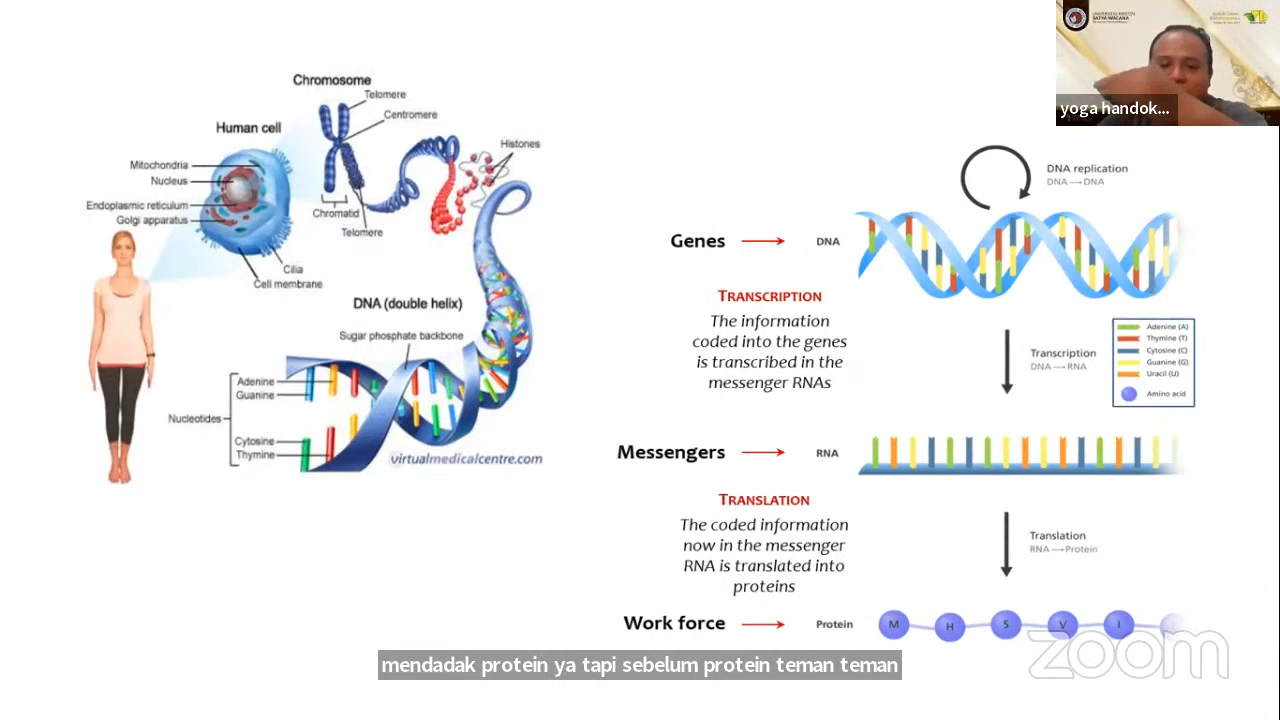 UNIVERSITAS KRISTEN
SATYA WACANA
yoga handok...
Chromosome
Telomere
Centromere
Human cell
Histones
Mitochondria
Nucleus
Endoplasmic reticulum
Golgi apparatus
Chromatid
Telomere
Cilia
Cell membrane
DNA (double helix)
Sugar phosphate backbone
Adenine
Guanine
Nucleotides
Cytosine
Thymine
virtualmedicalcentre.com
DNA replication
DNA → DNA
Genes → DNA
TRANSCRIPTION
The information
coded into the genes
is transcribed in the
messenger RNAs
Transcription
DNA → RNA
Adenine (A)
Thymine (T)
Cytosine (C)
Guanine (G)
Uracil (U)
Amino acid
Messengers → RNA
TRANSLATION
The coded information
now in the messenger
RNA is translated into
proteins
Translation
RNA → Protein
Work force → Protein
M H S V I
zoom
mendadak protein ya tapi sebelum protein teman teman